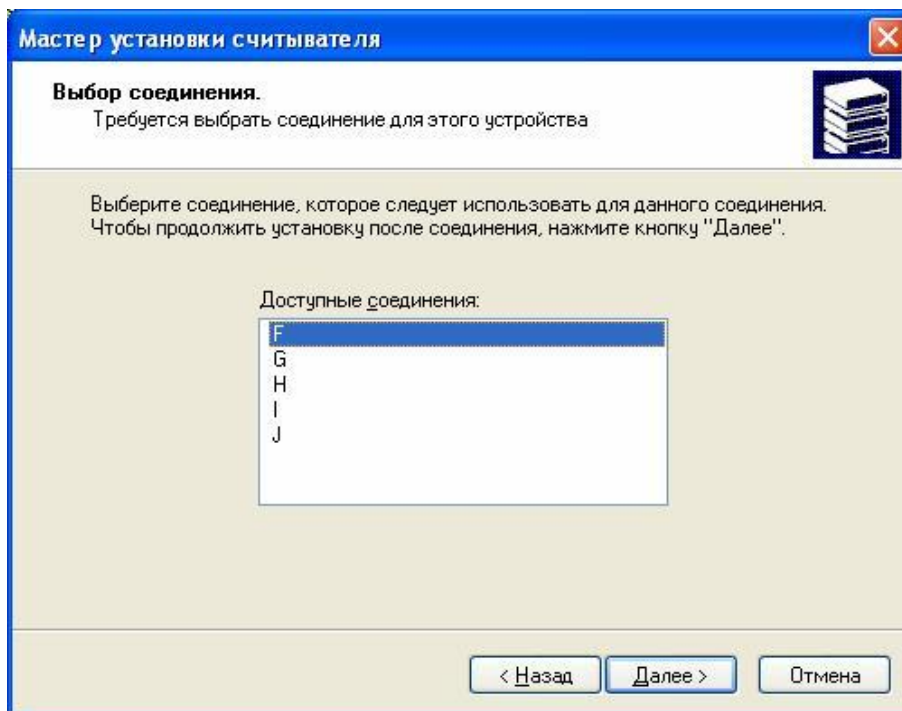 Мастер установки считывателя
Выбор соединения.
Требуется выбрать соединение для этого устройства
Выберите соединение, которое следует использовать для данного соединения.
Чтобы продолжить установку после соединения, нажмите кнопку "Далее".
Доступные соединения:
F
G
H
I
J
< Назад Далее > Отмена